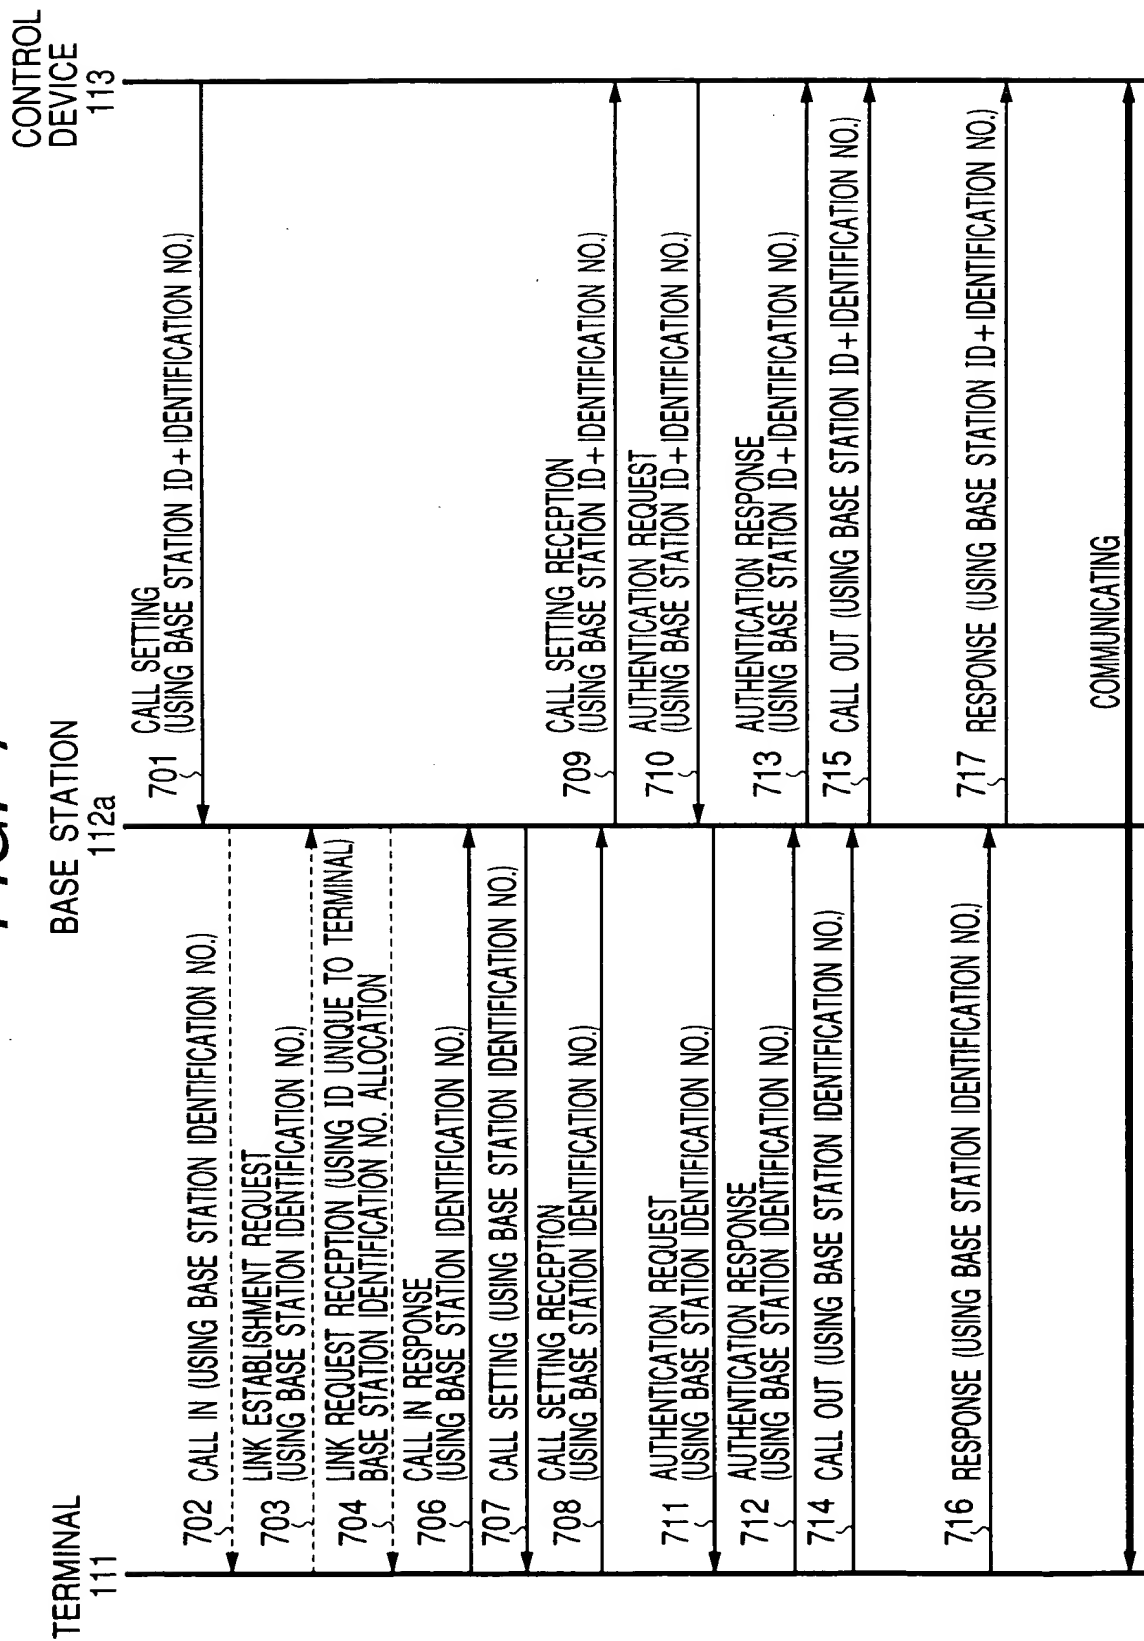 TERMINAL
111
BASE STATION
112a
CONTROL
DEVICE
113
701
CALL SETTING
(USING BASE STATION ID+IDENTIFICATION NO.)
702
CALL IN (USING BASE STATION IDENTIFICATION NO.)
703
LINK ESTABLISHMENT REQUEST
(USING BASE STATION IDENTIFICATION NO.)
704
LINK REQUEST RECEPTION (USING ID UNIQUE TO TERMINAL)
BASE STATION IDENTIFICATION NO. ALLOCATION
706
CALL IN RESPONSE
(USING BASE STATION IDENTIFICATION NO.)
707
CALL SETTING (USING BASE STATION IDENTIFICATION NO.)
708
CALL SETTING RECEPTION
(USING BASE STATION IDENTIFICATION NO.)
709
CALL SETTING RECEPTION
(USING BASE STATION ID+IDENTIFICATION NO.)
710
AUTHENTICATION REQUEST
(USING BASE STATION ID+IDENTIFICATION NO.)
711
AUTHENTICATION REQUEST
(USING BASE STATION IDENTIFICATION NO.)
712
AUTHENTICATION RESPONSE
(USING BASE STATION IDENTIFICATION NO.)
713
AUTHENTICATION RESPONSE
(USING BASE STATION ID+IDENTIFICATION NO.)
714
CALL OUT (USING BASE STATION IDENTIFICATION NO.)
715
CALL OUT (USING BASE STATION ID+IDENTIFICATION NO.)
716
RESPONSE (USING BASE STATION IDENTIFICATION NO.)
717
RESPONSE (USING BASE STATION ID+IDENTIFICATION NO.)
COMMUNICATING